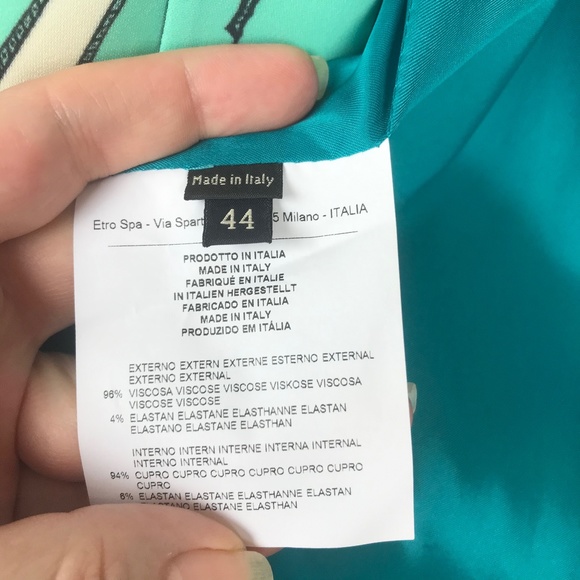 Made in Italy
Etro Spa - Via Spart 5 Milano - ITALIA
44
PRODOTTO IN ITALIA
MADE IN ITALY
FABRIQUÉ EN ITALIE
IN ITALIEN HERGESTELLT
FABRICADO EN ITALIA
MADE IN ITALY
PRODUZIDO EM ITÁLIA
EXTERNO EXTERN EXTERNE ESTERNO EXTERNAL
EXTERNO EXTERNAL
96% VISCOSA VISCOSE VISCOSE VISKOSE VISCOSA
VISCOSE VISCOSE
4% ELASTAN ELASTANE ELASTHANNE ELASTAN
ELASTANO ELASTANE ELASTHAN
INTERNO INTERN INTERNE INTERNA INTERNAL
INTERNO INTERNAL
94% CUPRO CUPRO CUPRO CUPRO CUPRO CUPRO
CUPRO
6% ELASTAN ELASTANE ELASTHANNE ELASTAN
ELASTANO ELASTANE ELASTHAN